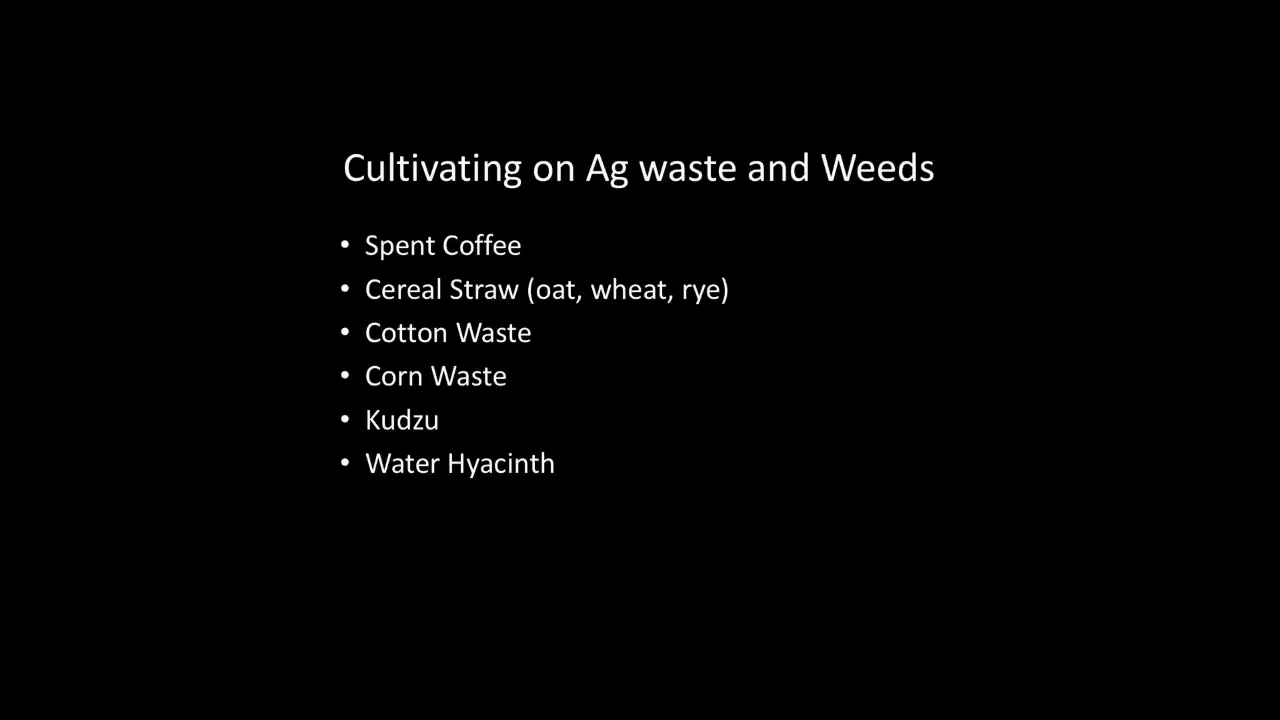 Cultivating on Ag waste and Weeds
• Spent Coffee
• Cereal Straw (oat, wheat, rye)
• Cotton Waste
• Corn Waste
• Kudzu
• Water Hyacinth